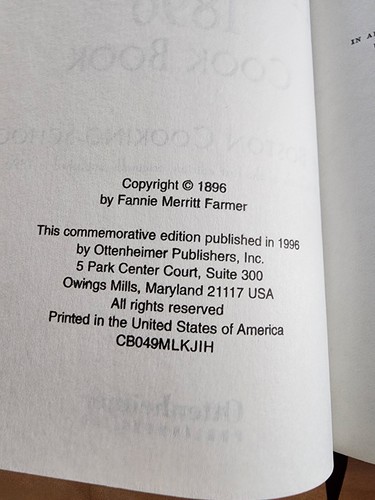 Copyright © 1896
by Fannie Merritt Farmer
This commemorative edition published in 1996
by Ottenheimer Publishers, Inc.
5 Park Center Court, Suite 300
Owings Mills, Maryland 21117 USA
All rights reserved
Printed in the United States of America
CB049MLKJIH
IN